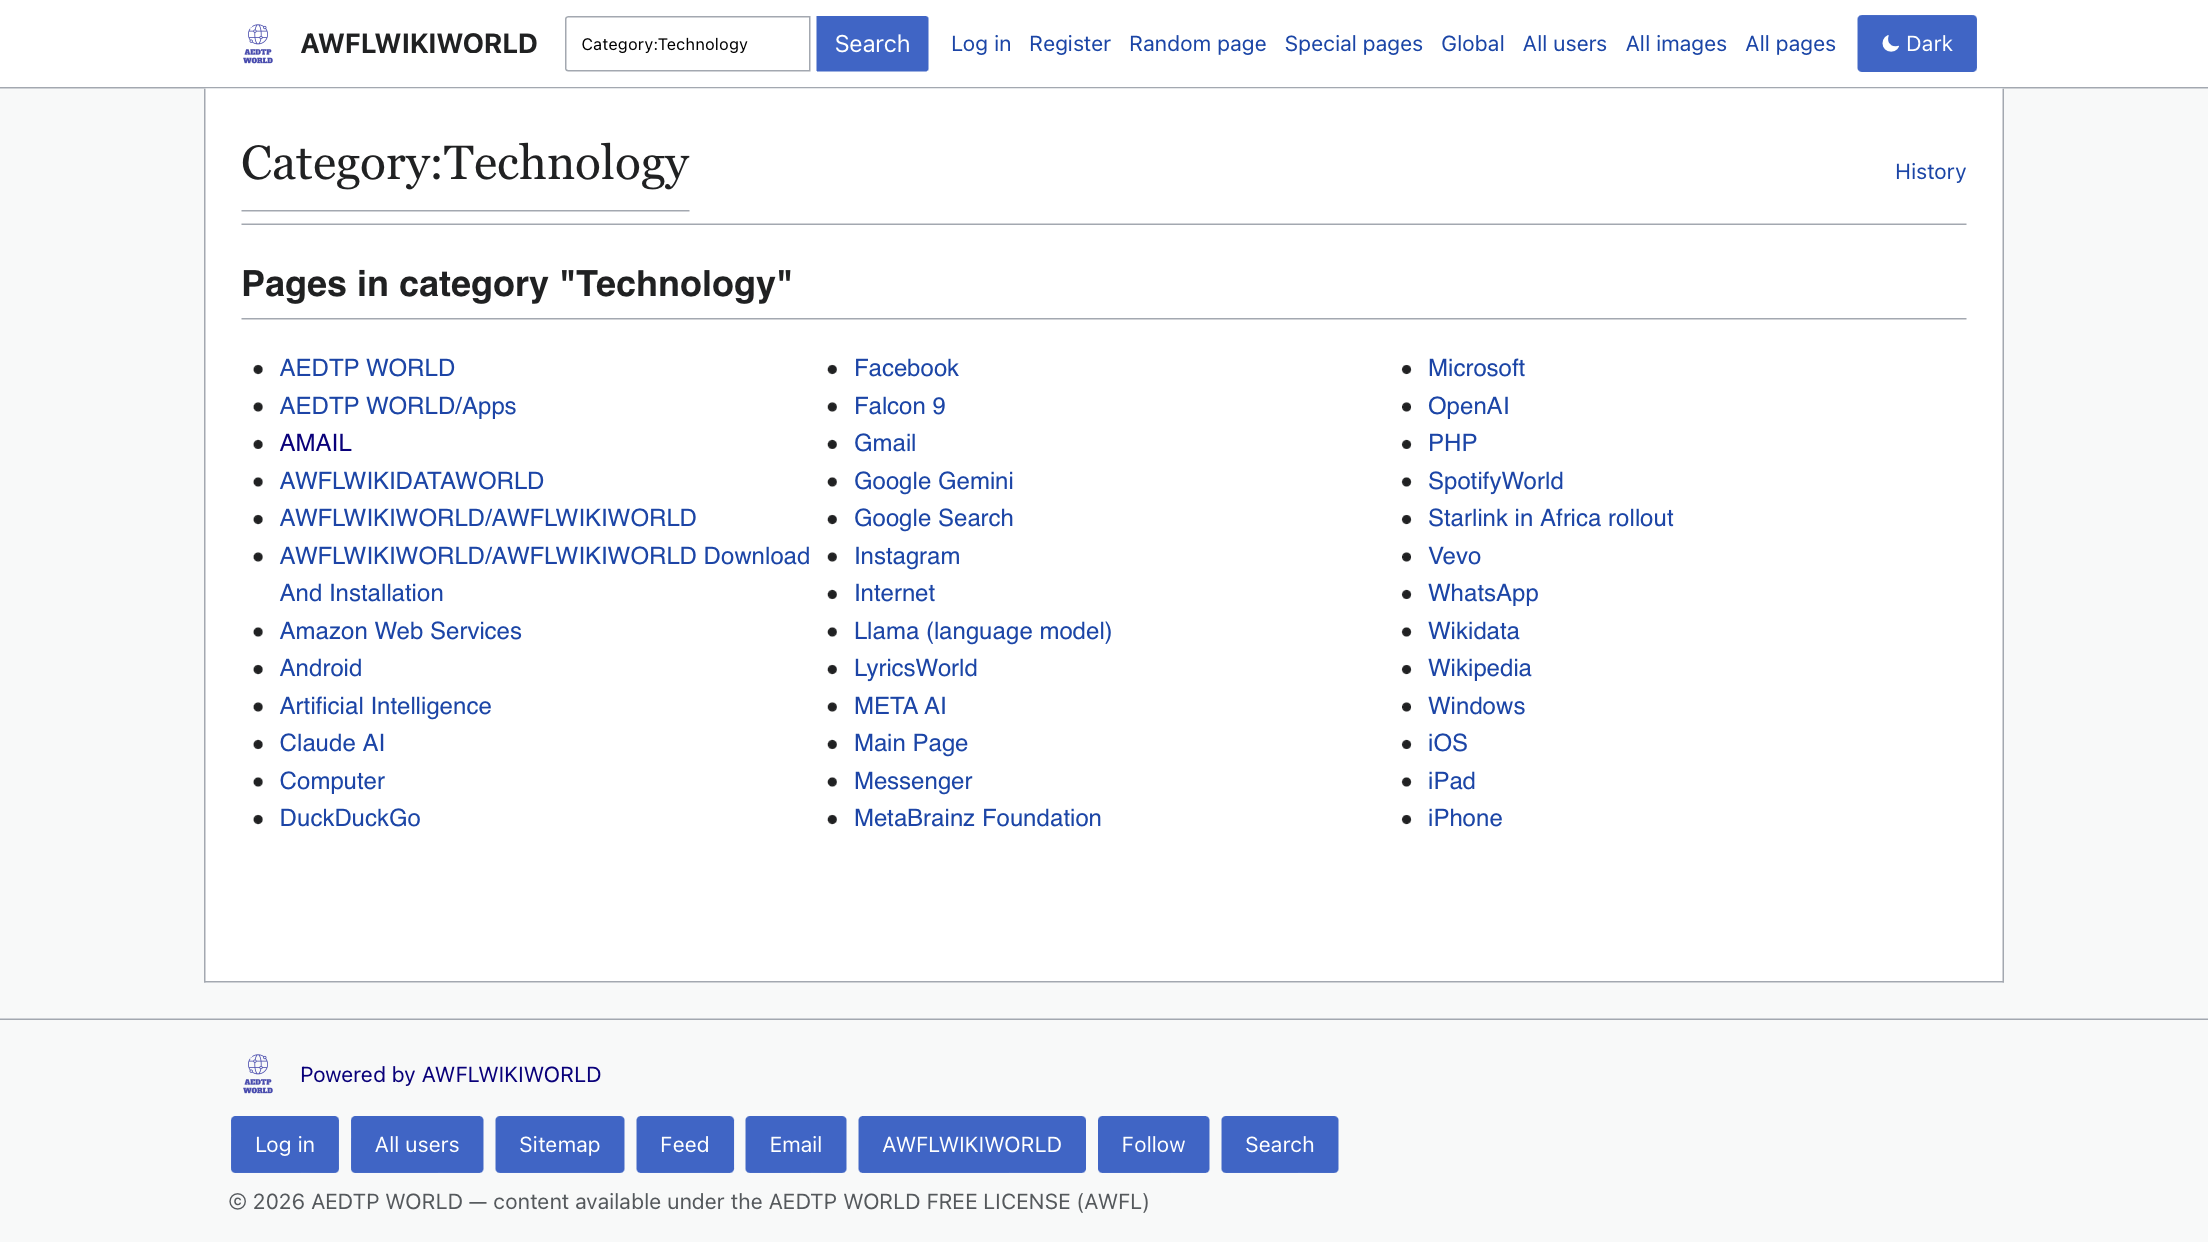 AEDTP
WORLD
AWFLWIKIWORLD
Category:Technology
Search
Log in
Register
Random page
Special pages
Global
All users
All images
All pages
Dark
Category:Technology
History
Pages in category "Technology"
AEDTP WORLD
AEDTP WORLD/Apps
AMAIL
AWFLWIKIDATAWORLD
AWFLWIKIWORLD/AWFLWIKIWORLD
AWFLWIKIWORLD/AWFLWIKIWORLD Download
And Installation
Amazon Web Services
Android
Artificial Intelligence
Claude AI
Computer
DuckDuckGo
Facebook
Falcon 9
Gmail
Google Gemini
Google Search
Instagram
Internet
Llama (language model)
LyricsWorld
META AI
Main Page
Messenger
MetaBrainz Foundation
Microsoft
OpenAI
PHP
SpotifyWorld
Starlink in Africa rollout
Vevo
WhatsApp
Wikidata
Wikipedia
Windows
iOS
iPad
iPhone
AEDTP
WORLD
Powered by AWFLWIKIWORLD
Log in
All users
Sitemap
Feed
Email
AWFLWIKIWORLD
Follow
Search
© 2026 AEDTP WORLD — content available under the AEDTP WORLD FREE LICENSE (AWFL)